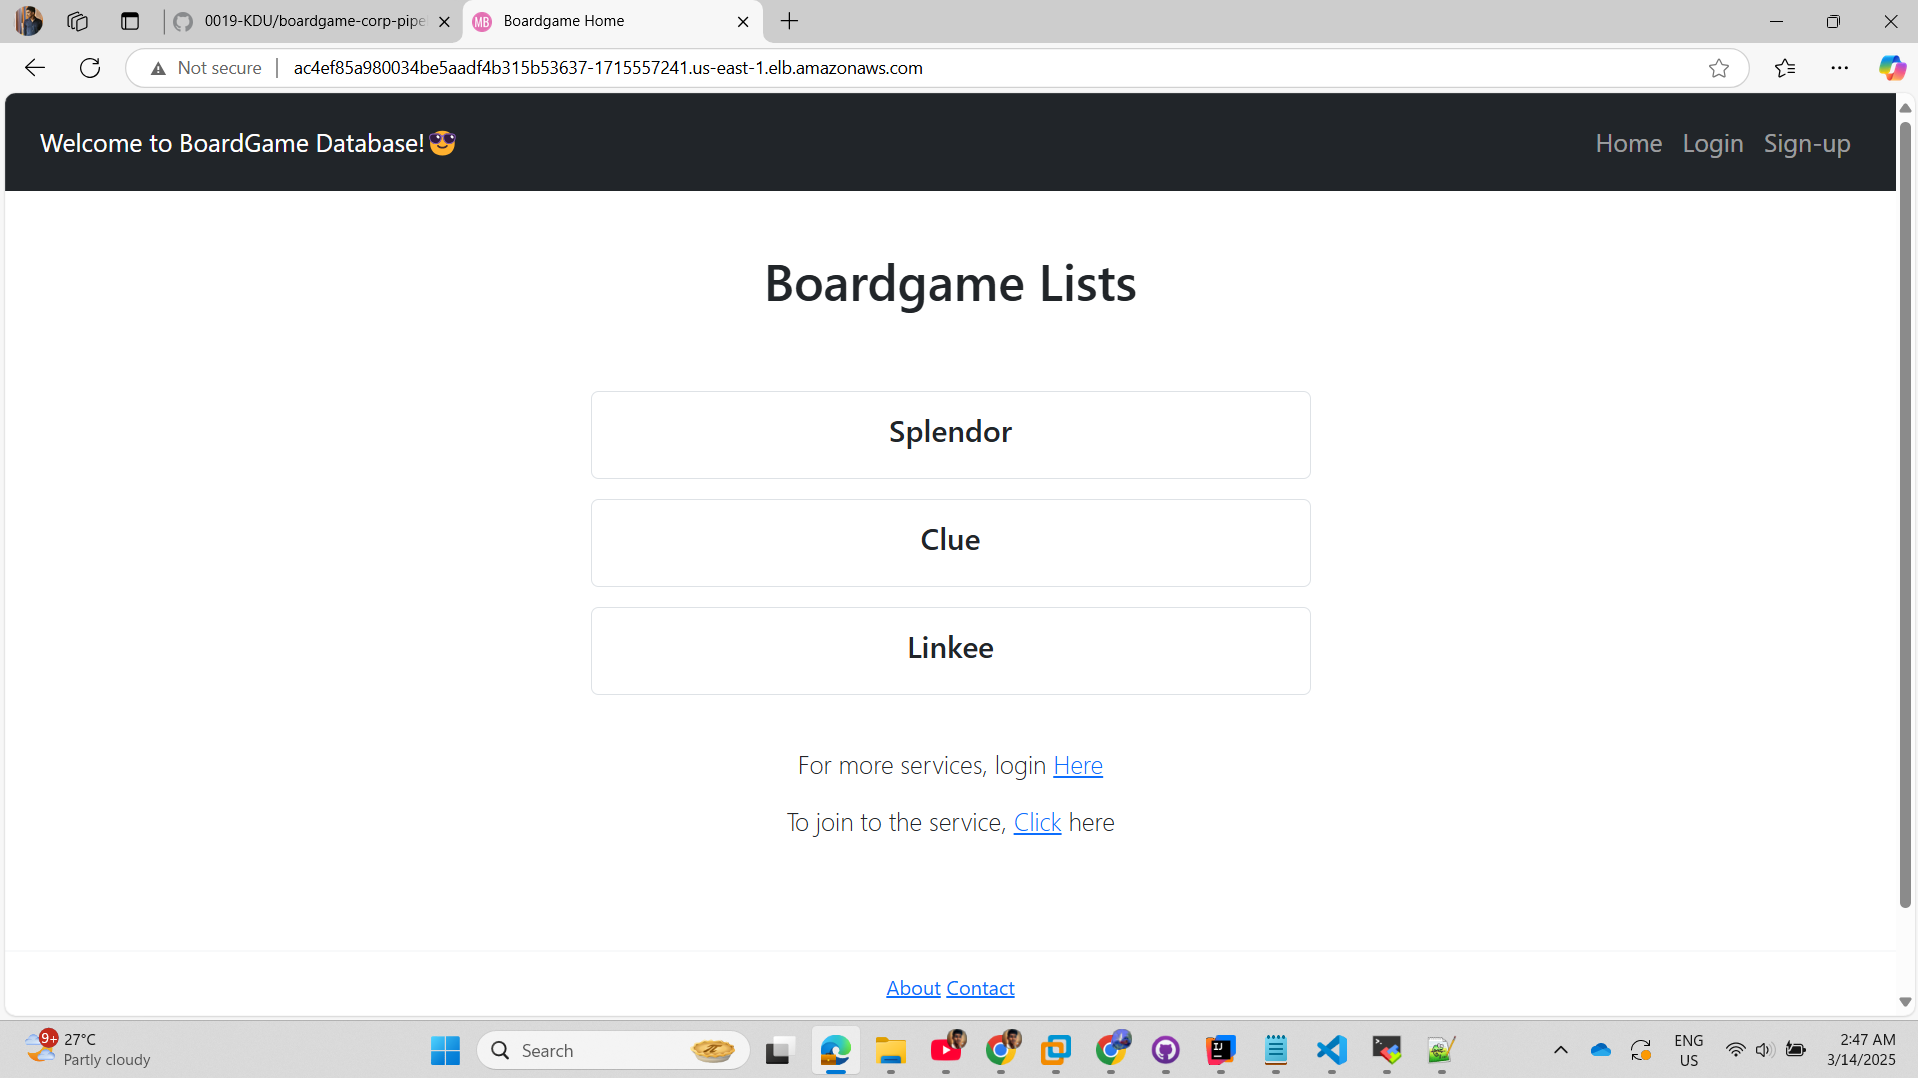 0019-KDU/boardgame-corp-pipe
MB Boardgame Home
Not secure
ac4ef85a980034be5aadf4b315b53637-1715557241.us-east-1.elb.amazonaws.com
Welcome to BoardGame Database!😎
Home Login Sign-up
Boardgame Lists
Splendor
Clue
Linkee
For more services, login Here
To join to the service, Click here
About Contact
9+
27°C
Partly cloudy
Search
ENG
US
2:47 AM
3/14/2025